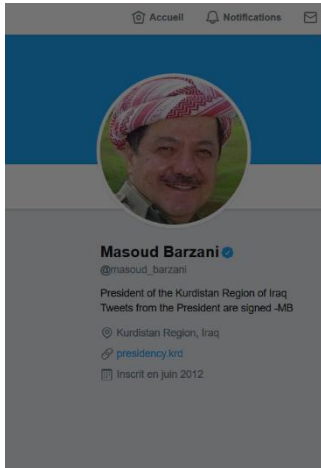 Accueil Notifications
Masoud Barzani
@masoud_barzani
President of the Kurdistan Region of Iraq
Tweets from the President are signed -MB
Kurdistan Region, Iraq
presidency.krd
Inscrit en juin 2012